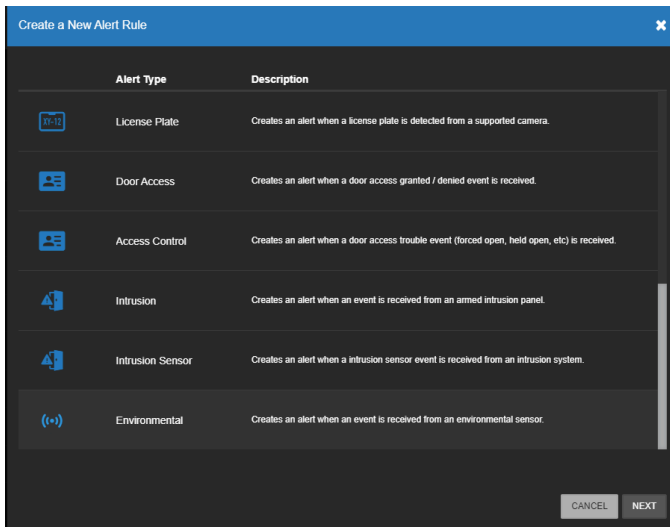 Create a New Alert Rule
Alert Type Description
XY-12 License Plate Creates an alert when a license plate is detected from a supported camera.
Door Access Creates an alert when a door access granted / denied event is received.
Access Control Creates an alert when a door access trouble event (forced open, held open, etc) is received.
Intrusion Creates an alert when an event is received from an armed intrusion panel.
Intrusion Sensor Creates an alert when a intrusion sensor event is received from an intrusion system.
Environmental Creates an alert when an event is received from an environmental sensor.
CANCEL NEXT